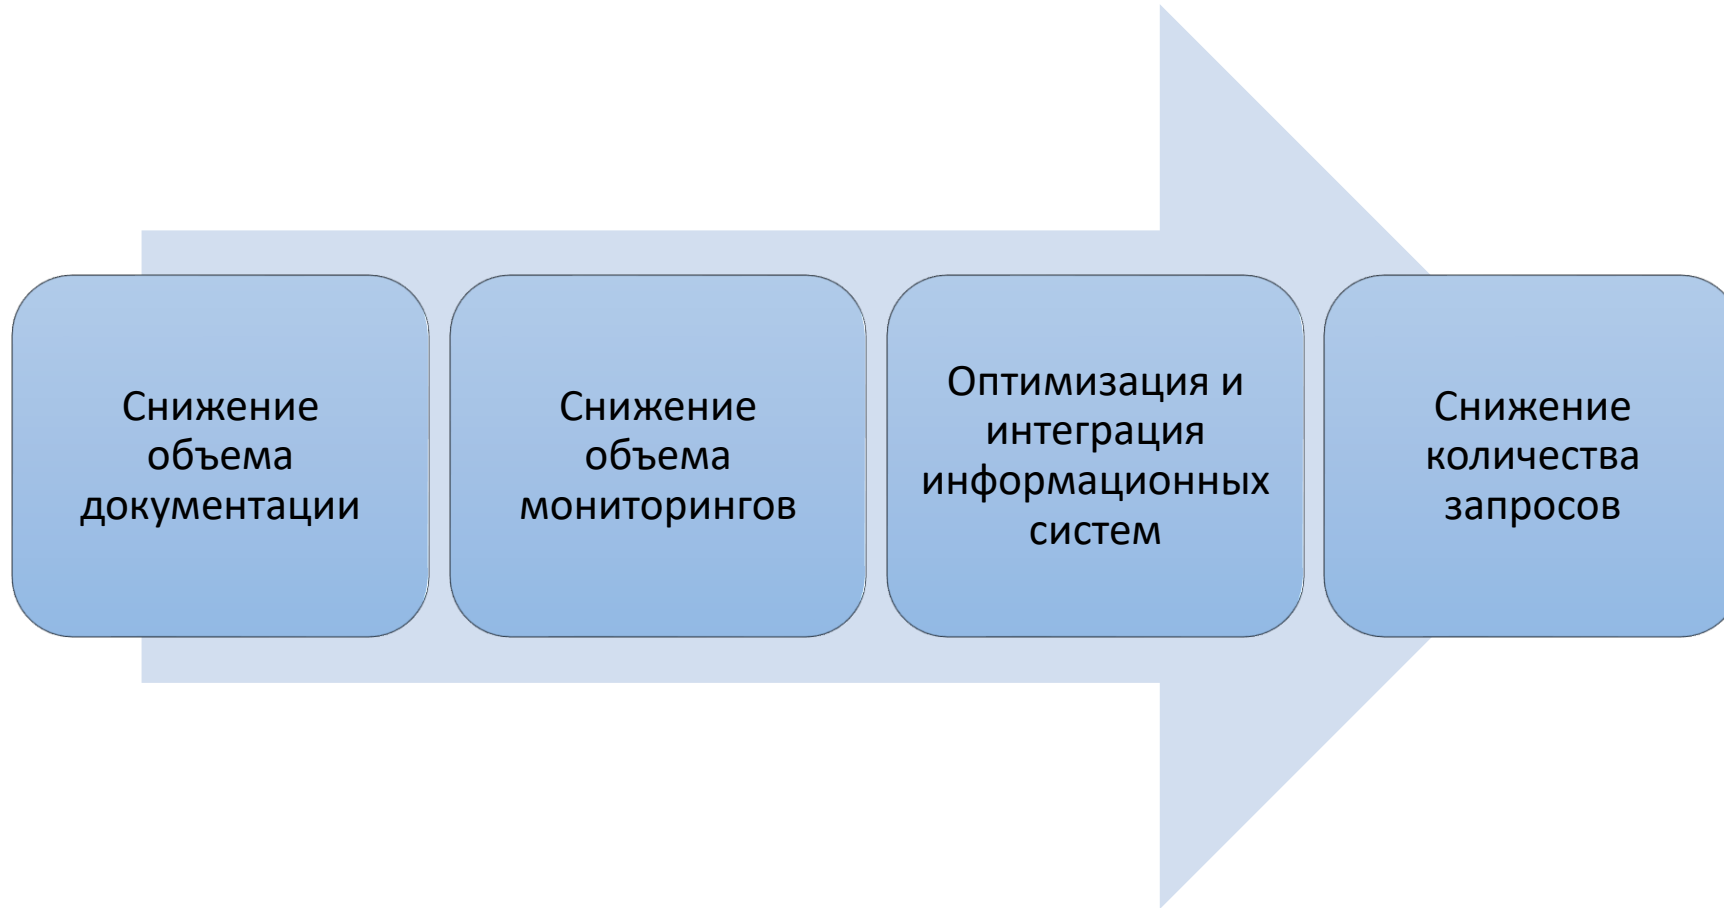 Снижение
объема
документации
Снижение
объема
мониторингов
Оптимизация и
интеграция
информационных
систем
Снижение
количества
запросов